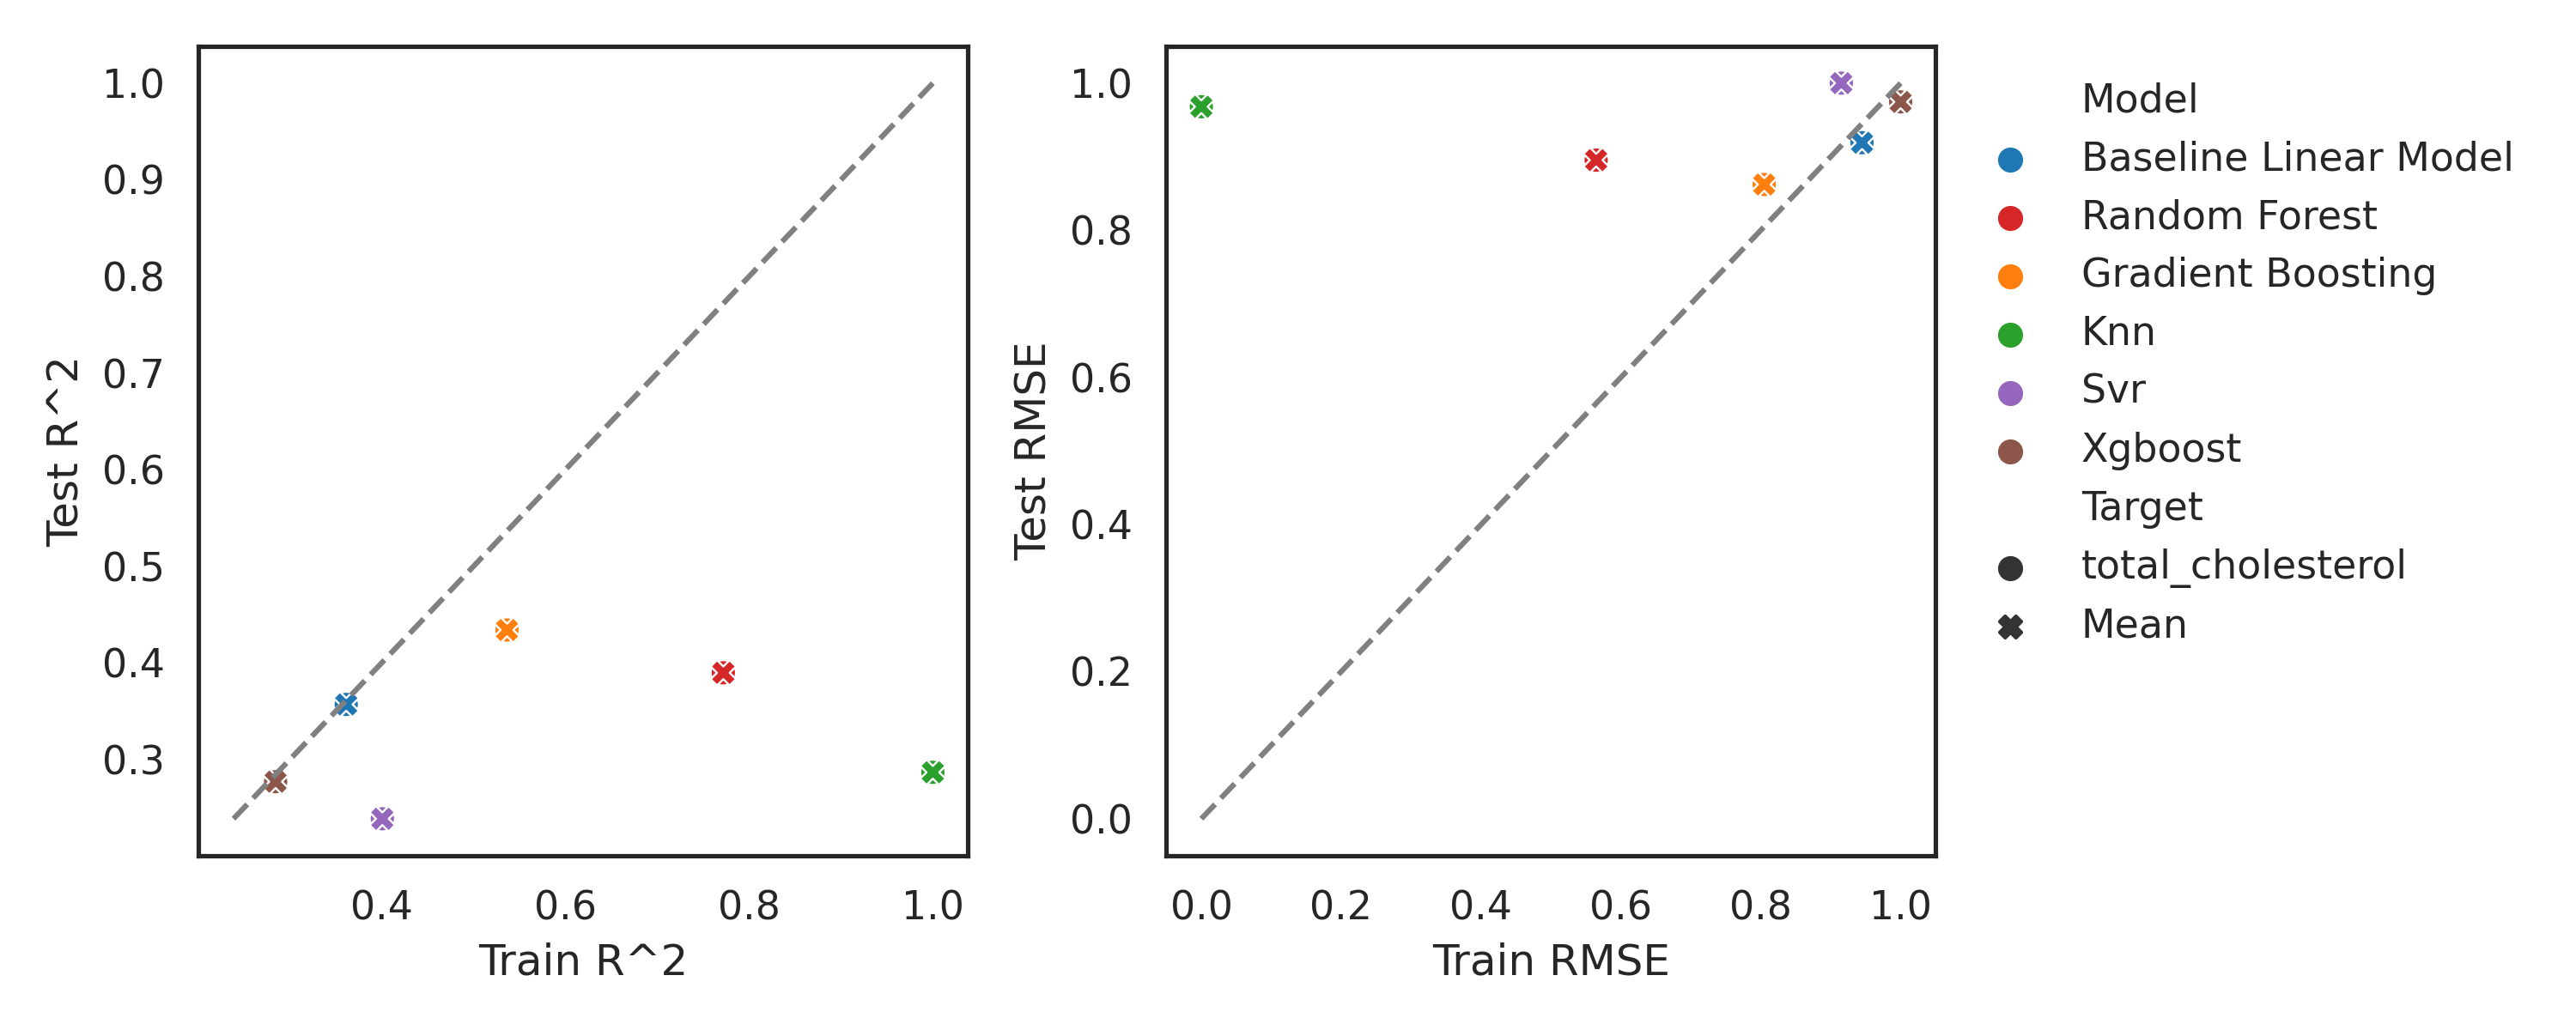 1.0
0.9
0.8
0.7
0.6
0.5
0.4
0.3
Test R^2
0.4 0.6 0.8 1.0
Train R^2
1.0
0.8
0.6
0.4
0.2
0.0
Test RMSE
0.0 0.2 0.4 0.6 0.8 1.0
Train RMSE
Model
Baseline Linear Model
Random Forest
Gradient Boosting
Knn
Svr
Xgboost
Target
total_cholesterol
Mean